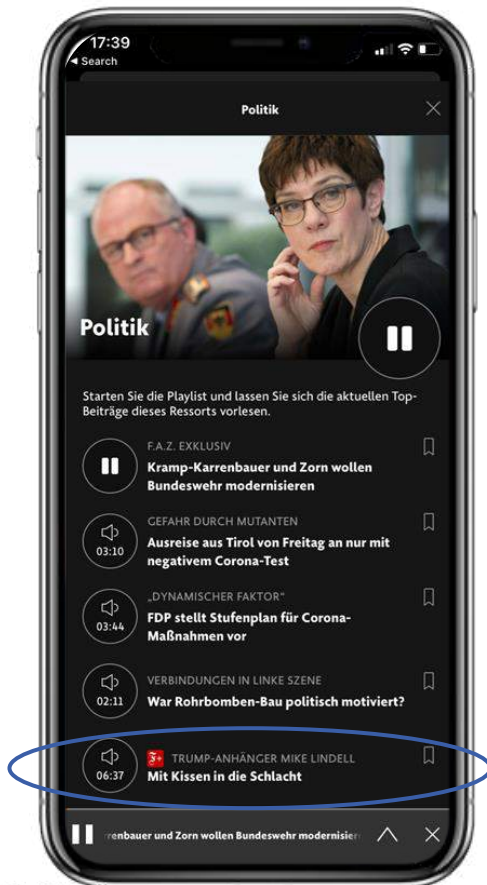 17:39
Search
Politik
Politik
Starten Sie die Playlist und lassen Sie sich die aktuellen Top-
Beiträge dieses Ressorts vorlesen.
F.A.Z. EXKLUSIV
Kramp-Karrenbauer und Zorn wollen
Bundeswehr modernisieren
GEFAHR DURCH MUTANTEN
03:10
Ausreise aus Tirol von Freitag an nur mit
negativem Corona-Test
„DYNAMISCHER FAKTOR“
03:44
FDP stellt Stufenplan für Corona-
Maßnahmen vor
VERBINDUNGEN IN LINKE SZENE
02:11
War Rohrbomben-Bau politisch motiviert?
F+ TRUMP-ANHÄNGER MIKE LINDELL
06:37
Mit Kissen in die Schlacht
rrenbauer und Zorn wollen Bundeswehr modernisier